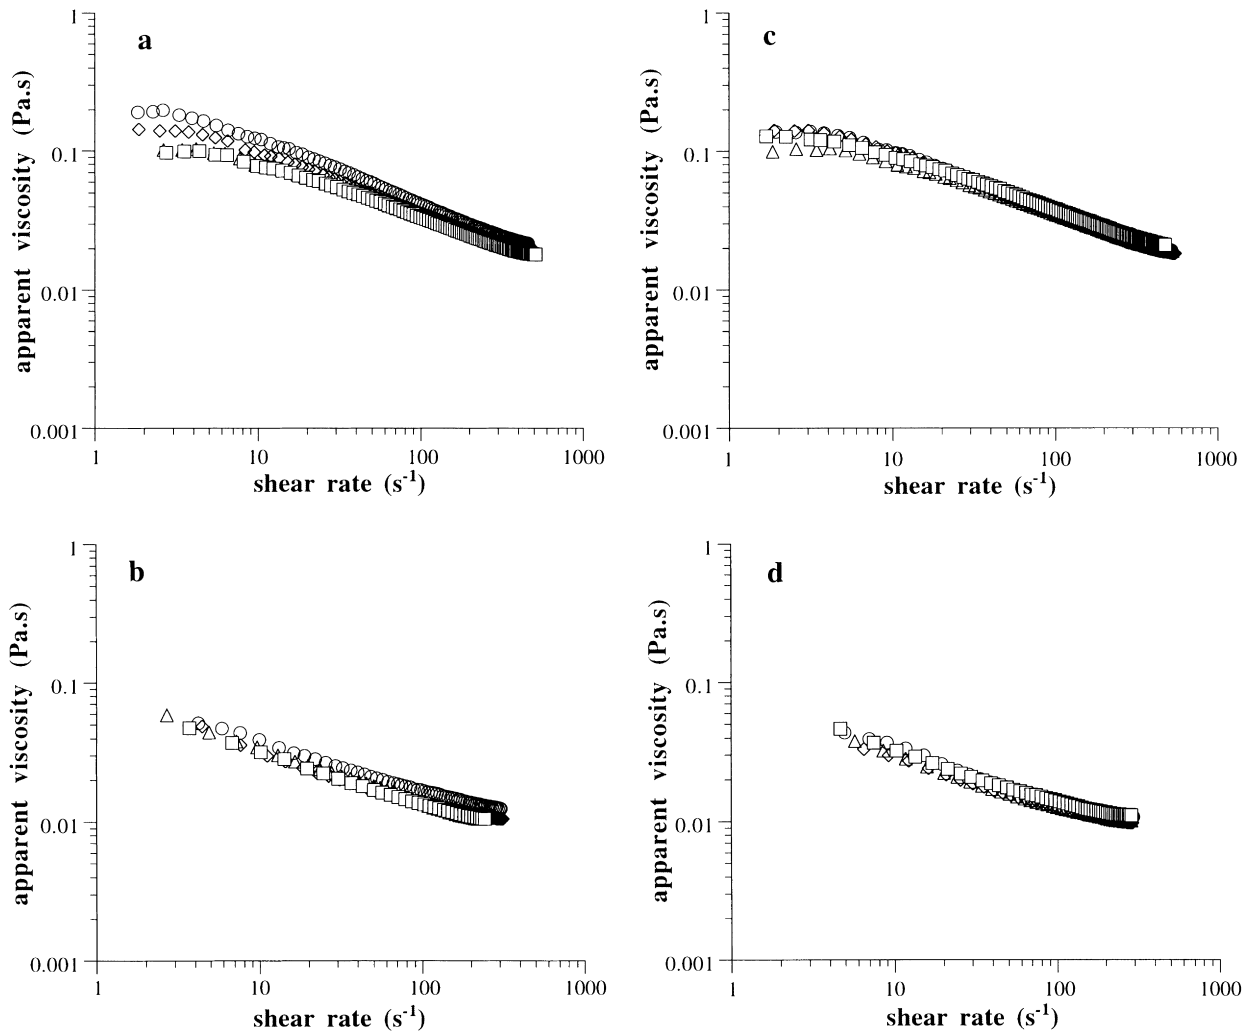 a
1
0.1
0.01
0.001
apparent viscosity (Pa.s)
1 10 100 1000
shear rate (s-1)
c
1
0.1
0.01
0.001
apparent viscosity (Pa.s)
1 10 100 1000
shear rate (s-1)
b
1
0.1
0.01
0.001
apparent viscosity (Pa.s)
1 10 100 1000
shear rate (s-1)
d
1
0.1
0.01
0.001
apparent viscosity (Pa.s)
1 10 100 1000
shear rate (s-1)